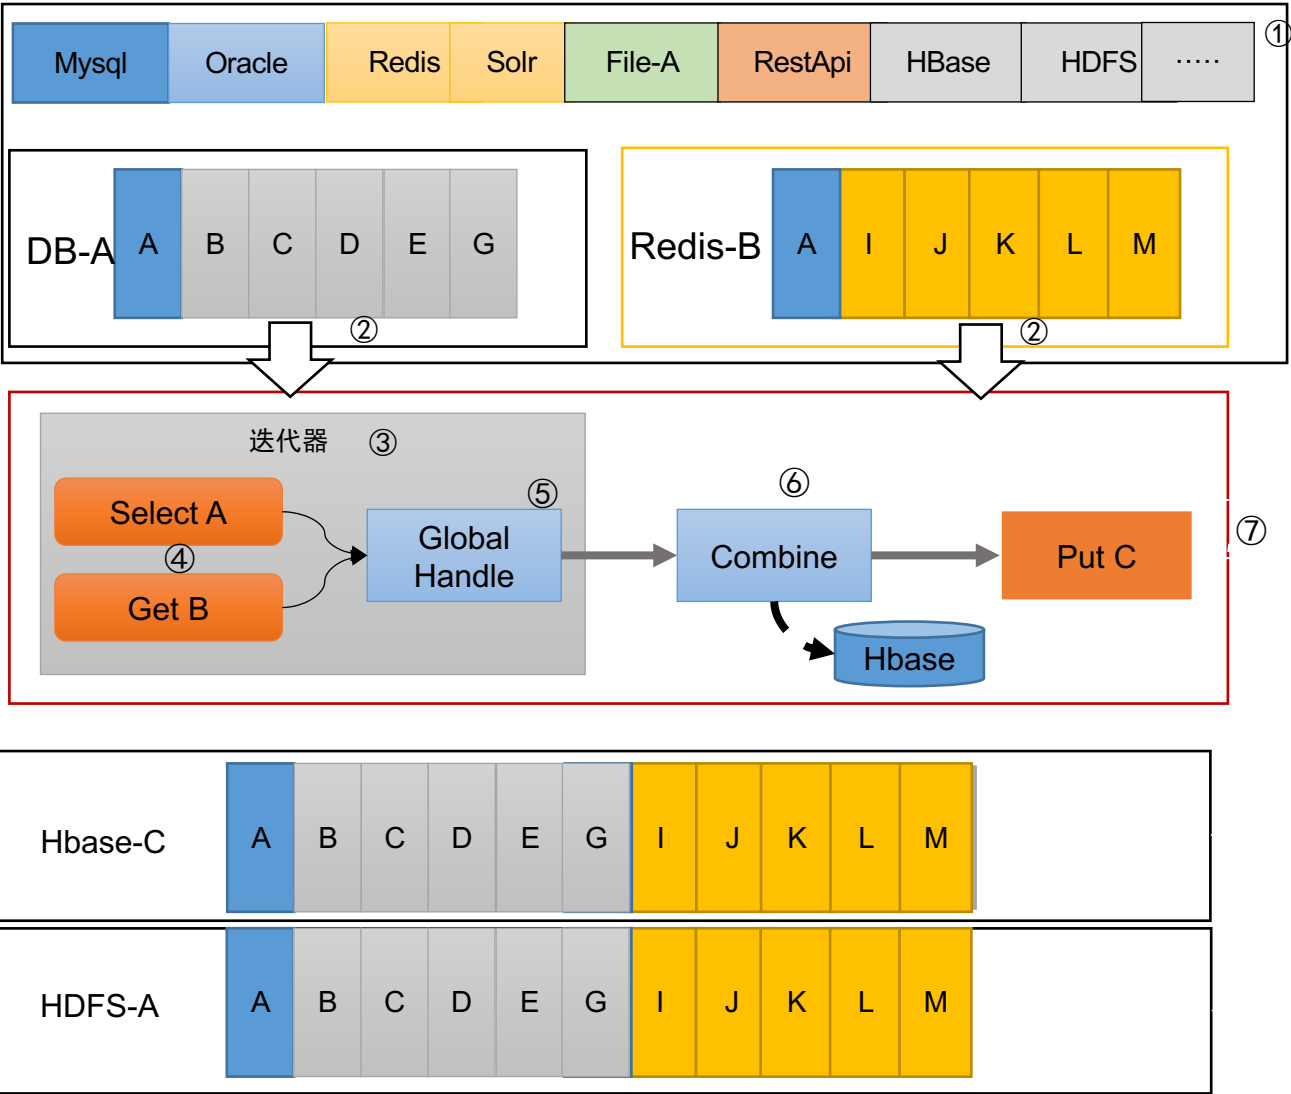 Mysql Oracle Redis Solr File-A RestApi HBase HDFS ····· ①
DB-A A B C D E G
②
Redis-B A I J K L M
②
迭代器 ③
Select A
④
Get B
⑤
Global
Handle
⑥
Combine
Hbase
Put C
⑦
Hbase-C A B C D E G I J K L M
HDFS-A A B C D E G I J K L M